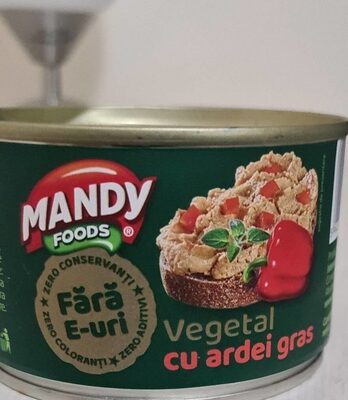 MANDY
FOODS ®
ZERO CONSERVANȚI
Fără
E-uri
ZERO COLORANȚI ★ ZERO ADITIVI
Vegetal
cu ardei gras